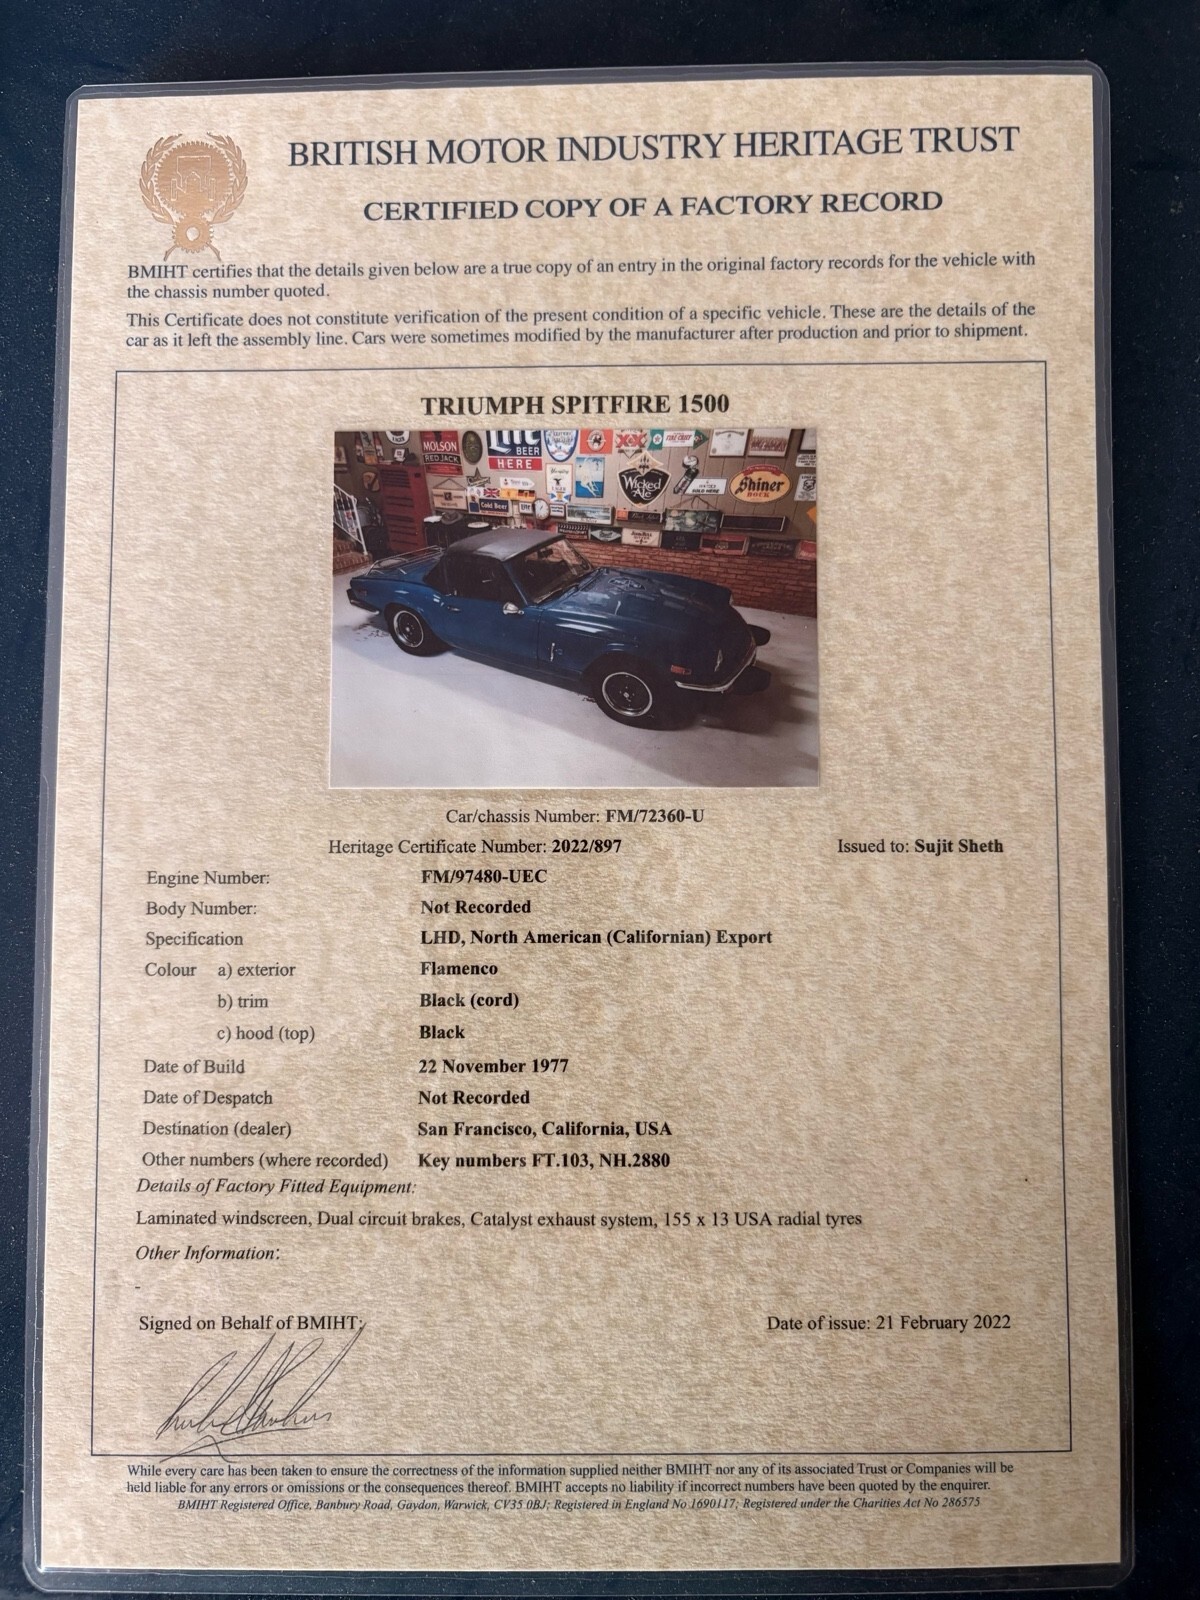 BRITISH MOTOR INDUSTRY HERITAGE TRUST
CERTIFIED COPY OF A FACTORY RECORD
BMIHT certifies that the details given below are a true copy of an entry in the original factory records for the vehicle with
the chassis number quoted.
This Certificate does not constitute verification of the present condition of a specific vehicle. These are the details of the
car as it left the assembly line. Cars were sometimes modified by the manufacturer after production and prior to shipment.
TRIUMPH SPITFIRE 1500
MOLSON
RED JACK
Lite
BEER
HERE
Wicked
Ale
Shiner
BOCK
Cold Beer
Car/chassis Number: FM/72360-U
Heritage Certificate Number: 2022/897
Issued to: Sujit Sheth
Engine Number: FM/97480-UEC
Body Number: Not Recorded
Specification LHD, North American (Californian) Export
Colour a) exterior Flamenco
b) trim Black (cord)
c) hood (top) Black
Date of Build 22 November 1977
Date of Despatch Not Recorded
Destination (dealer) San Francisco, California, USA
Other numbers (where recorded) Key numbers FT.103, NH.2880
Details of Factory Fitted Equipment:
Laminated windscreen, Dual circuit brakes, Catalyst exhaust system, 155 x 13 USA radial tyres
Other Information:
-
Signed on Behalf of BMIHT:
Date of issue: 21 February 2022
While every care has been taken to ensure the correctness of the information supplied neither BMIHT nor any of its associated Trust or Companies will be
held liable for any errors or omissions or the consequences thereof. BMIHT accepts no liability if incorrect numbers have been quoted by the enquirer.
BMIHT Registered Office, Banbury Road, Gaydon, Warwick, CV35 0BJ; Registered in England No 1690117; Registered under the Charities Act No 286575